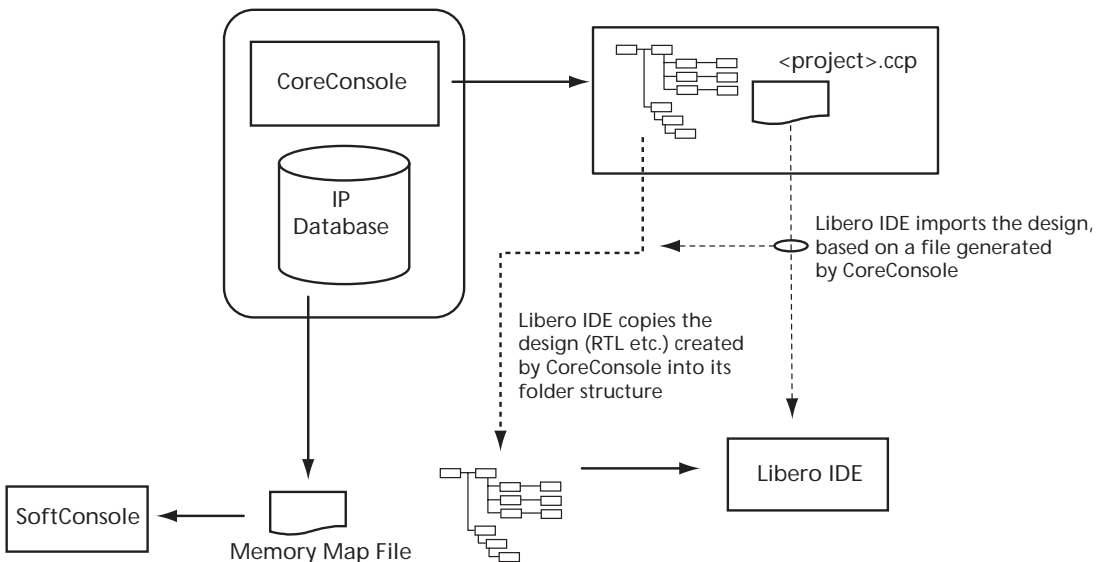 CoreConsole
IP
Database
<project>.ccp
Libero IDE imports the design,
based on a file generated
by CoreConsole
Libero IDE copies the
design (RTL etc.) created
by CoreConsole into its
folder structure
Libero IDE
SoftConsole
Memory Map File